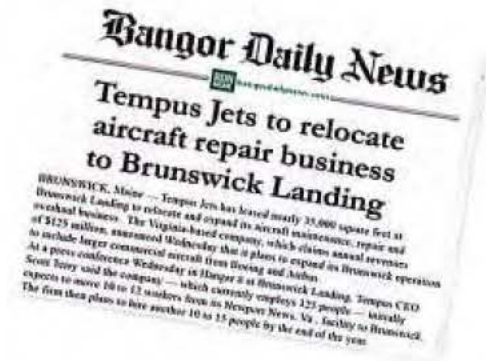 Bangor Daily News
BDN
Tempus Jets to relocate
aircraft repair business
to Brunswick Landing
BRUNSWICK, Maine — Tempus Jets has leased nearly 35,000 square feet at
Brunswick Landing to relocate and expand its aircraft maintenance, repair and
overhaul business. The Virginia-based company, which claims annual revenues
of $125 million, announced Wednesday that it plans to expand its Brunswick operation
to include larger commercial aircraft from Boeing and Airbus.
At a press conference Wednesday in Hangar 6 at Brunswick Landing, Tempus CEO
Scott Terry said the company — which currently employs 125 people — initially
expects to move 10 to 12 workers from its Newport News, Va., facility to Brunswick.
The firm then plans to hire another 10 to 15 people by the end of the year.